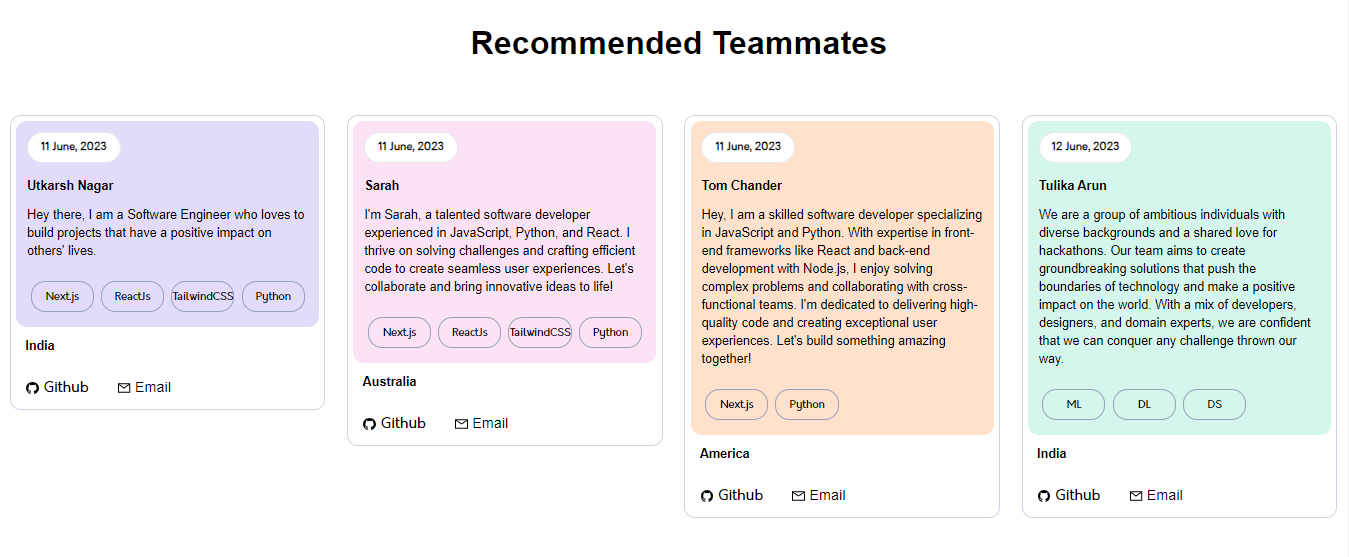 Recommended Teammates
11 June, 2023
Utkarsh Nagar
Hey there, I am a Software Engineer who loves to
build projects that have a positive impact on
others' lives.
Next.js
ReactJs
TailwindCSS
Python
India
Github
Email
11 June, 2023
Sarah
I'm Sarah, a talented software developer
experienced in JavaScript, Python, and React. I
thrive on solving challenges and crafting efficient
code to create seamless user experiences. Let's
collaborate and bring innovative ideas to life!
Next.js
ReactJs
TailwindCSS
Python
Australia
Github
Email
11 June, 2023
Tom Chander
Hey, I am a skilled software developer specializing
in JavaScript and Python. With expertise in front-
end frameworks like React and back-end
development with Node.js, I enjoy solving
complex problems and collaborating with cross-
functional teams. I'm dedicated to delivering high-
quality code and creating exceptional user
experiences. Let's build something amazing
together!
Next.js
Python
America
Github
Email
12 June, 2023
Tulika Arun
We are a group of ambitious individuals with
diverse backgrounds and a shared love for
hackathons. Our team aims to create
groundbreaking solutions that push the
boundaries of technology and make a positive
impact on the world. With a mix of developers,
designers, and domain experts, we are confident
that we can conquer any challenge thrown our
way.
ML
DL
DS
India
Github
Email